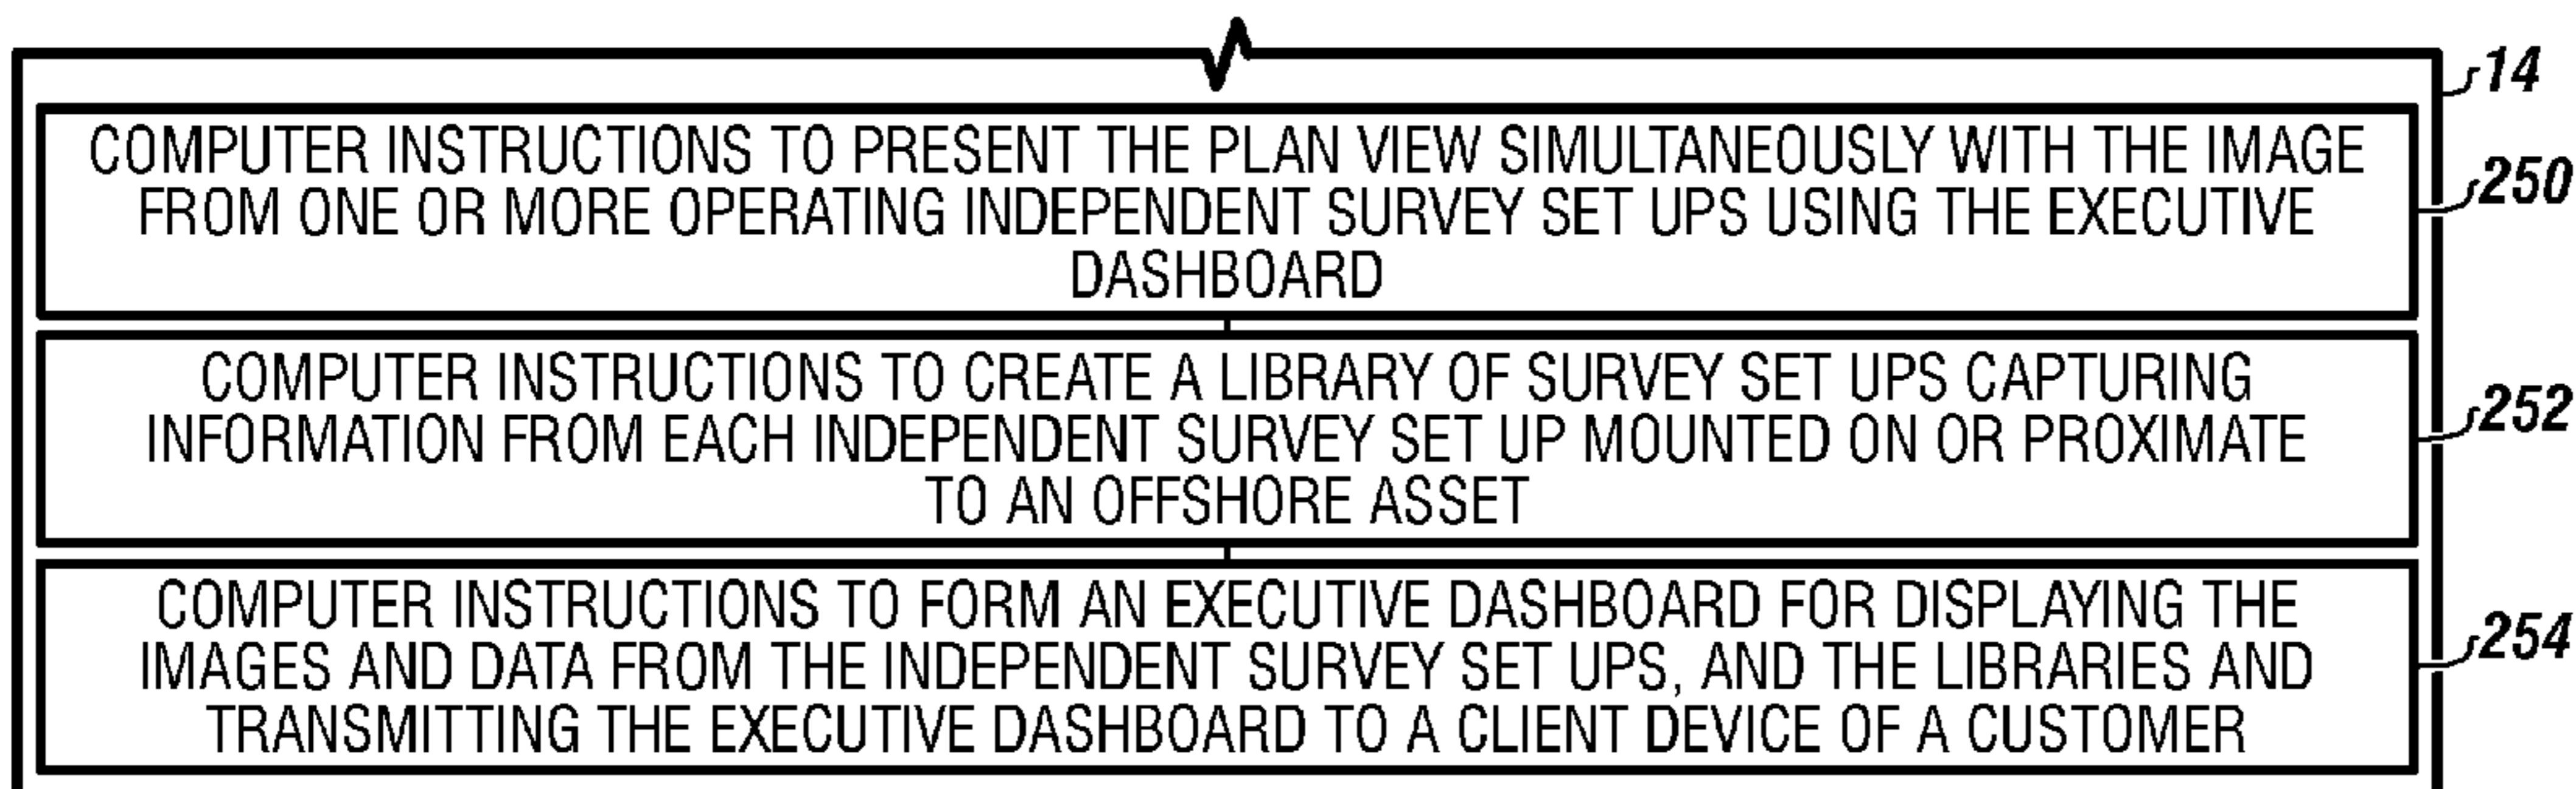 14
COMPUTER INSTRUCTIONS TO PRESENT THE PLAN VIEW SIMULTANEOUSLY WITH THE IMAGE
FROM ONE OR MORE OPERATING INDEPENDENT SURVEY SET UPS USING THE EXECUTIVE
DASHBOARD
250
COMPUTER INSTRUCTIONS TO CREATE A LIBRARY OF SURVEY SET UPS CAPTURING
INFORMATION FROM EACH INDEPENDENT SURVEY SET UP MOUNTED ON OR PROXIMATE
TO AN OFFSHORE ASSET
252
COMPUTER INSTRUCTIONS TO FORM AN EXECUTIVE DASHBOARD FOR DISPLAYING THE
IMAGES AND DATA FROM THE INDEPENDENT SURVEY SET UPS, AND THE LIBRARIES AND
TRANSMITTING THE EXECUTIVE DASHBOARD TO A CLIENT DEVICE OF A CUSTOMER
254